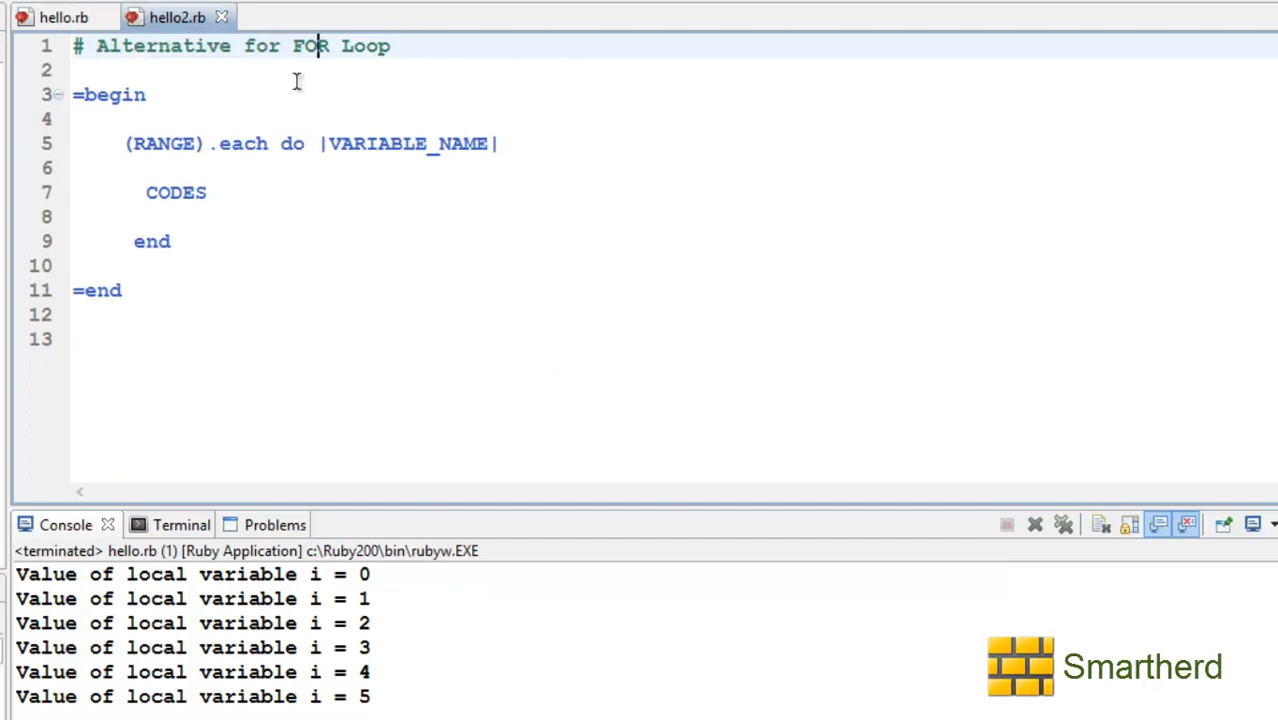 hello.rb hello2.rb
1 # Alternative for FOR Loop
2
3 =begin
4
5 (RANGE).each do |VARIABLE_NAME|
6
7 CODES
8
9 end
10
11 =end
12
13
Console Terminal Problems
<terminated> hello.rb (1) [Ruby Application] c:\Ruby200\bin\rubyw.EXE
Value of local variable i = 0
Value of local variable i = 1
Value of local variable i = 2
Value of local variable i = 3
Value of local variable i = 4
Value of local variable i = 5
Smartherd